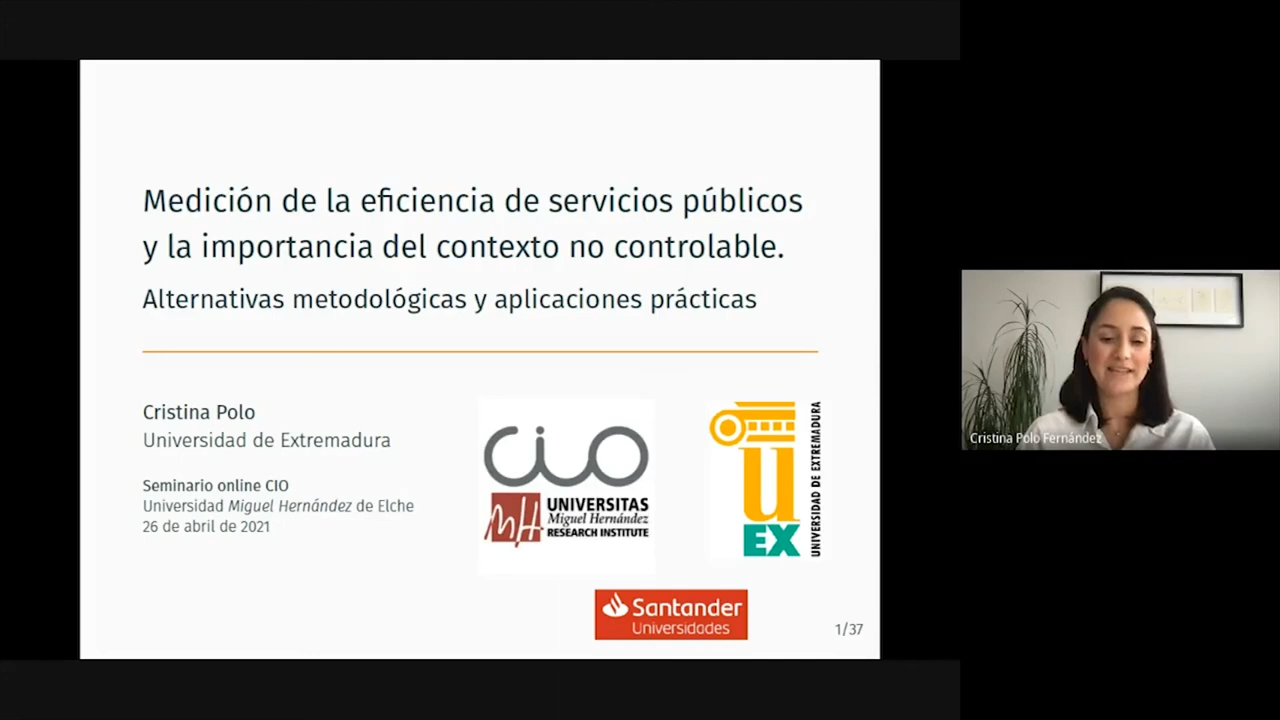 Medición de la eficiencia de servicios públicos
y la importancia del contexto no controlable.
Alternativas metodológicas y aplicaciones prácticas
Cristina Polo
Universidad de Extremadura
Seminario online CIO
Universidad Miguel Hernández de Elche
26 de abril de 2021
cio
MH
UNIVERSITAS
Miguel Hernández
RESEARCH INSTITUTE
U
EX
UNIVERSIDAD DE EXTREMADURA
Santander
Universidades
1/37
Cristina Polo Fernández